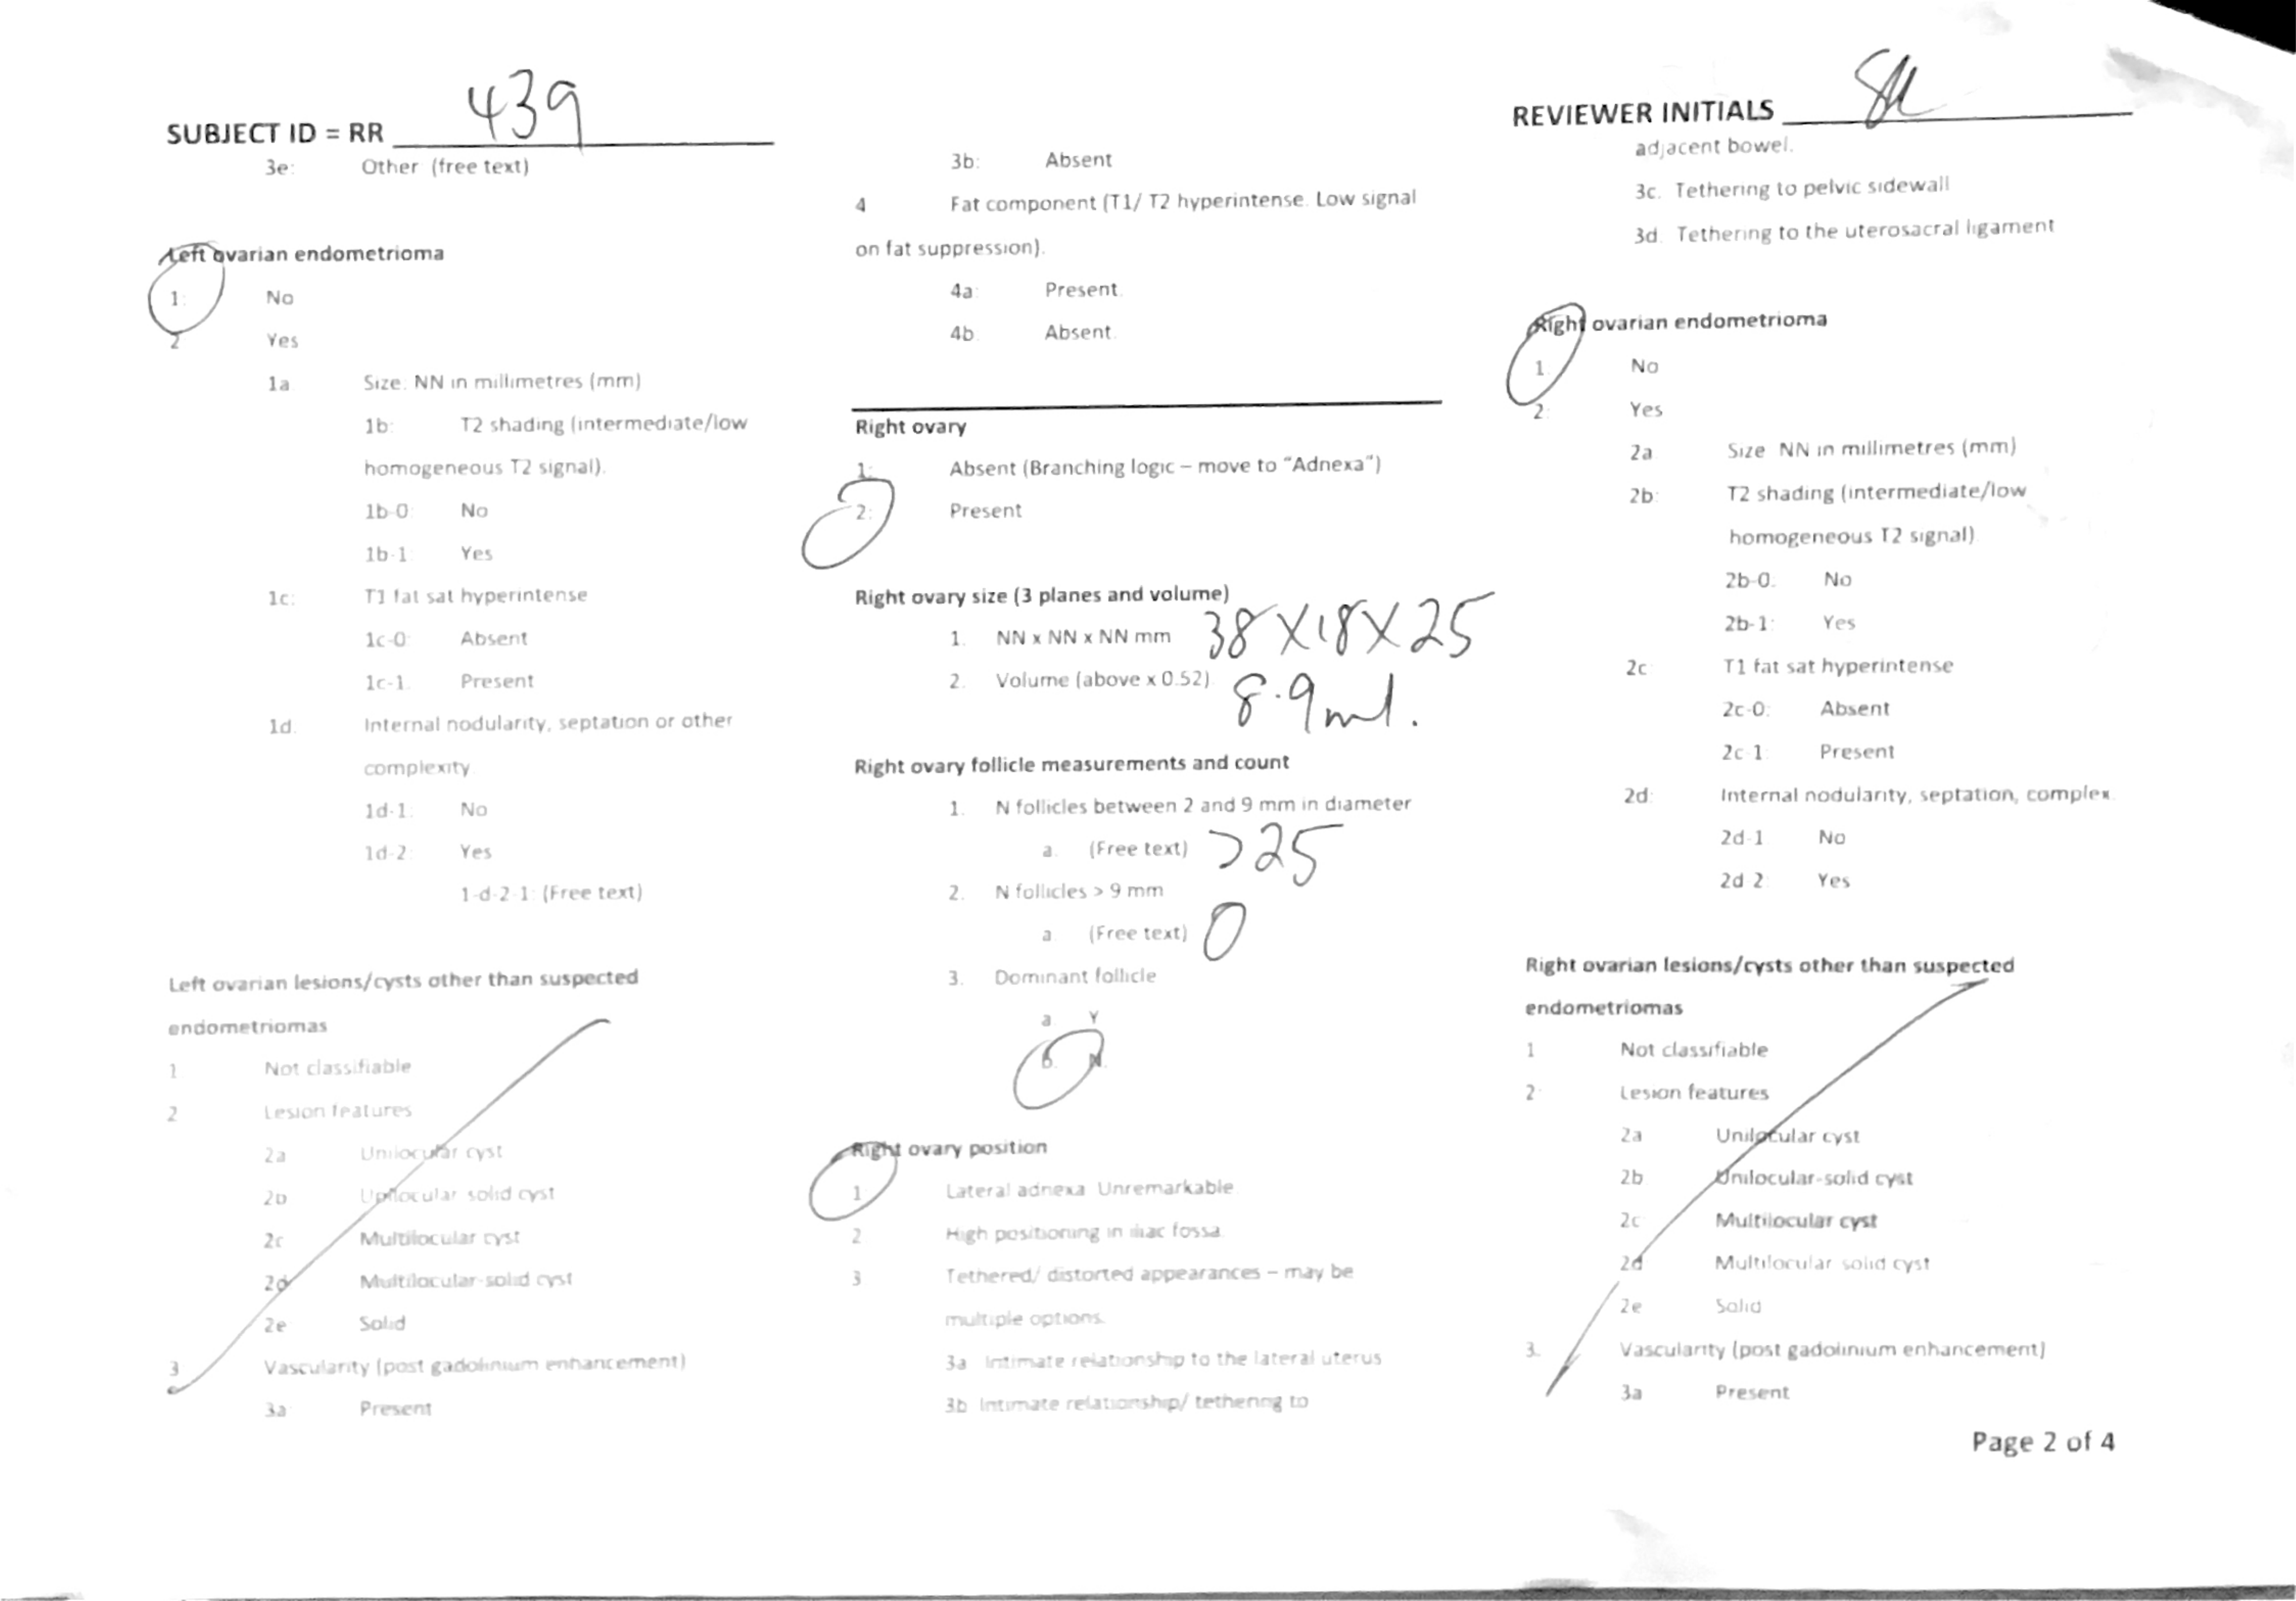 SUBJECT ID = RR 439
3e: Other (free text)
Left ovarian endometrioma
1: No
2 Yes
1a Size. NN in millimetres (mm)
1b: T2 shading (intermediate/low
homogeneous T2 signal).
1b-0: No
1b-1: Yes
1c: T1 fat sat hyperintense
1c-0: Absent
1c-1. Present
1d. Internal nodularity, septation or other
complexity
1d-1: No
1d-2: Yes
1-d-2-1: (Free text)
Left ovarian lesions/cysts other than suspected
endometriomas
1 Not classifiable
2 Lesion features
2a Unilocular cyst
2b Unilocular-solid cyst
2c Multilocular cyst
2d Multilocular-solid cyst
2e Solid
3 Vascularity (post gadolinium enhancement)
3a Present
3b: Absent
4 Fat component (T1/ T2 hyperintense. Low signal
on fat suppression).
4a: Present.
4b Absent.
Right ovary
1: Absent (Branching logic – move to “Adnexa”)
2: Present
Right ovary size (3 planes and volume)
1. NN x NN x NN mm 38 X 18 X 25
2. Volume (above x 0.52) 8.9 ml.
Right ovary follicle measurements and count
1. N follicles between 2 and 9 mm in diameter
a. (Free text) >25
2. N follicles > 9 mm
a (Free text) 0
3. Dominant follicle
a Y
b. N.
Right ovary position
1 Lateral adnexa Unremarkable
2 High positioning in iliac fossa.
3 Tethered/ distorted appearances – may be
multiple options.
3a Intimate relationship to the lateral uterus
3b Intimate relationship/ tethering to
REVIEWER INITIALS
adjacent bowel.
3c. Tethering to pelvic sidewall
3d. Tethering to the uterosacral ligament
Right ovarian endometrioma
1. No
2: Yes
2a Size NN in millimetres (mm)
2b: T2 shading (intermediate/low
homogeneous T2 signal)
2b-0. No
2b-1: Yes
2c T1 fat sat hyperintense
2c-0: Absent
2c-1 Present
2d: Internal nodularity, septation, complex.
2d-1 No
2d 2 Yes
Right ovarian lesions/cysts other than suspected
endometriomas
1 Not classifiable
2: Lesion features
2a Unilocular cyst
2b Unilocular-solid cyst
2c Multilocular cyst
2d Multilocular solid cyst
2e Solid
3. Vascularity (post gadolinium enhancement)
3a Present
Page 2 of 4